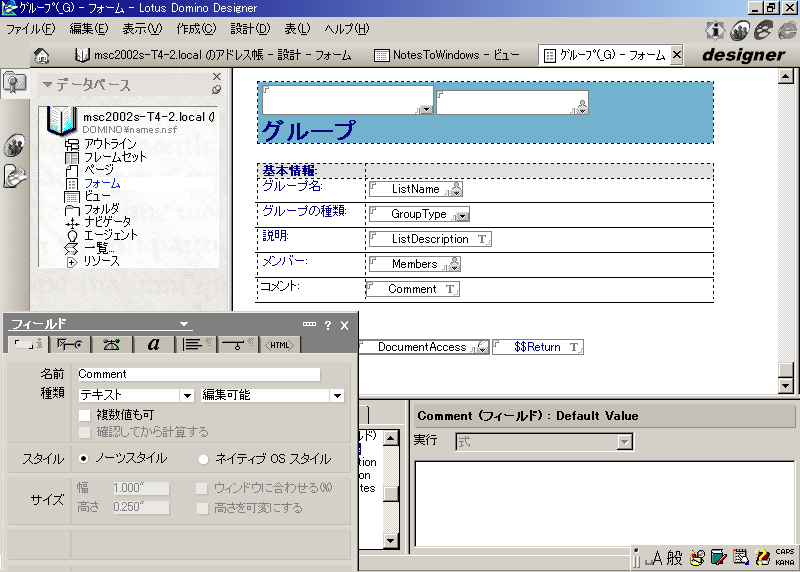 グループ(_G) - フォーム - Lotus Domino Designer
ファイル(F) 編集(E) 表示(V) 作成(C) 設計(D) 表(L) ヘルプ(H)
msc2002s-T4-2.local のアドレス帳 - 設計 - フォーム NotesToWindows - ビュー グループ(_G) - フォーム designer
データベース
msc2002s-T4-2.local の
DOMINO¥names.nsf
アウトライン
フレームセット
ページ
フォーム
ビュー
フォルダ
ナビゲータ
エージェント
一覧...
リソース
グループ
基本情報:
グループ名: ListName
グループの種類: GroupType
説明: ListDescription T
メンバー: Members
コメント: Comment T
DocumentAccess $$Return T
フィールド
a HTML
名前 Comment
種類 テキスト 編集可能
複数値も可
確認してから計算する
スタイル ノーツスタイル ネイティブ OS スタイル
サイズ 幅 1.000" ウィンドウに合わせる(%)
高さ 0.250" 高さを可変にする
Comment (フィールド) : Default Value
実行 式
A 般 CAPS
KANA